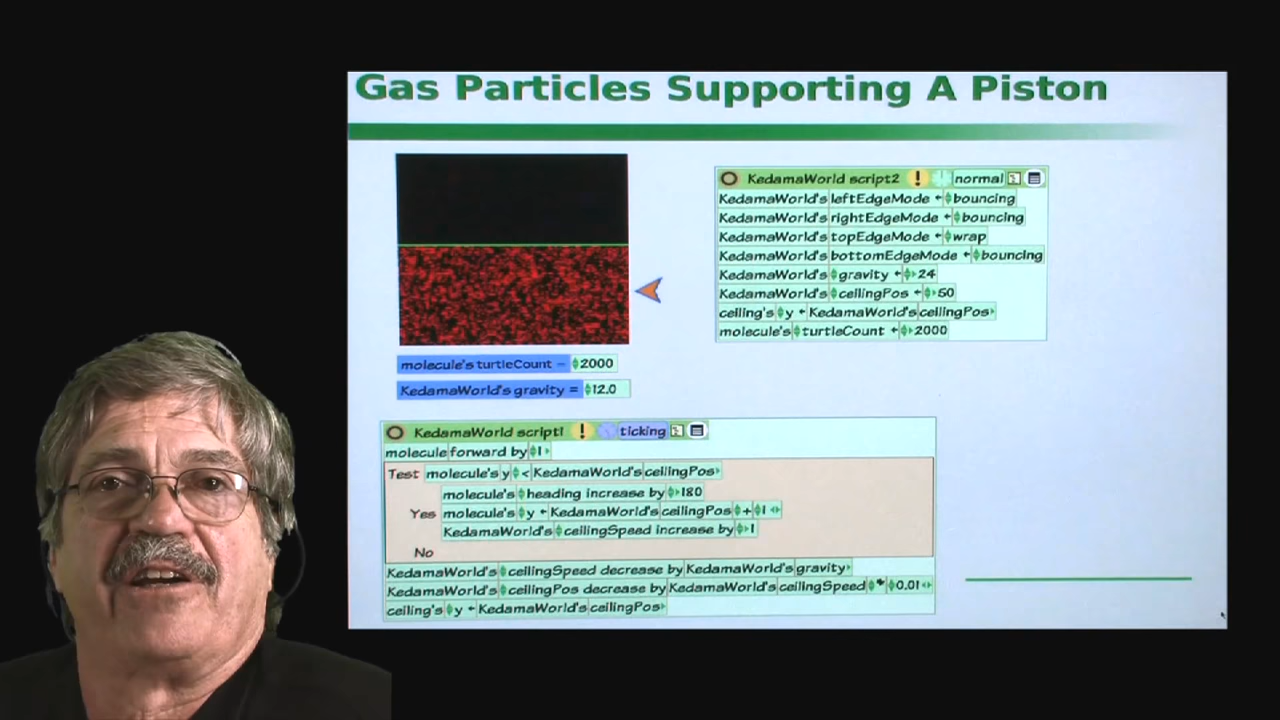 Gas Particles Supporting A Piston
KedamaWorld script2 ! normal
KedamaWorld's leftEdgeMode ← bouncing
KedamaWorld's rightEdgeMode ← bouncing
KedamaWorld's topEdgeMode ← wrap
KedamaWorld's bottomEdgeMode ← bouncing
KedamaWorld's gravity ← 24
KedamaWorld's ceilingPos ← 50
ceiling's y ← KedamaWorld's ceilingPos
molecule's turtleCount ← 2000
molecule's turtleCount = 2000
KedamaWorld's gravity = 12.0
KedamaWorld script1 ! ticking
molecule forward by 1
Test molecule's y < KedamaWorld's ceilingPos
molecule's heading increase by 180
Yes molecule's y ← KedamaWorld's ceilingPos + 1
KedamaWorld's ceilingSpeed increase by 1
No
KedamaWorld's ceilingSpeed decrease by KedamaWorld's gravity
KedamaWorld's ceilingPos decrease by KedamaWorld's ceilingSpeed * 0.01
ceiling's y ← KedamaWorld's ceilingPos